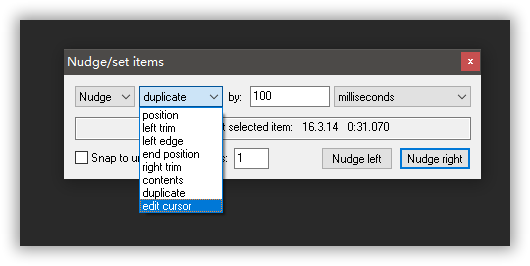 Nudge/set items
x
Nudge duplicate by: 100 milliseconds
position
left trim
left edge
end position
right trim
contents
duplicate
edit cursor
selected item: 16.3.14 0:31.070
Snap to 1 Nudge left Nudge right